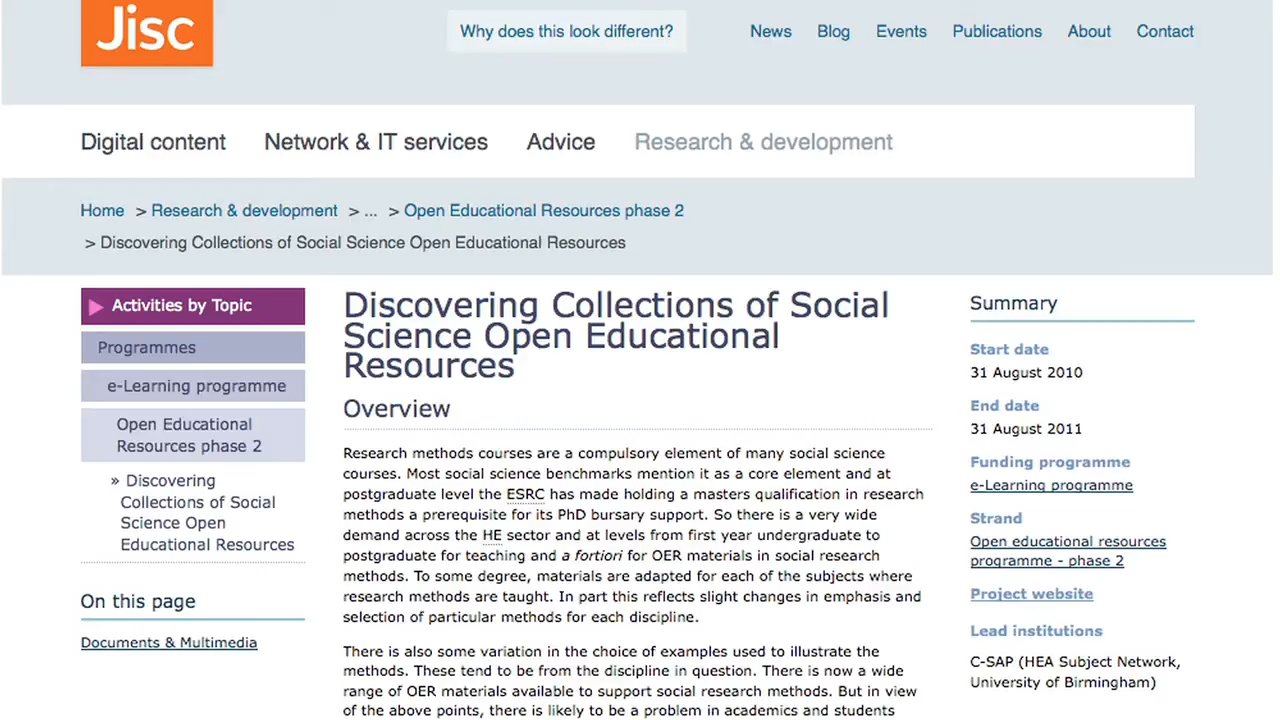 Jisc
Why does this look different?
News
Blog
Events
Publications
About
Contact
Digital content
Network & IT services
Advice
Research & development
Home > Research & development > ... > Open Educational Resources phase 2
> Discovering Collections of Social Science Open Educational Resources
Activities by Topic
Programmes
e-Learning programme
Open Educational
Resources phase 2
» Discovering
Collections of Social
Science Open
Educational Resources
On this page
Documents & Multimedia
Discovering Collections of Social
Science Open Educational
Resources
Overview
Research methods courses are a compulsory element of many social science
courses. Most social science benchmarks mention it as a core element and at
postgraduate level the ESRC has made holding a masters qualification in research
methods a prerequisite for its PhD bursary support. So there is a very wide
demand across the HE sector and at levels from first year undergraduate to
postgraduate for teaching and a fortiori for OER materials in social research
methods. To some degree, materials are adapted for each of the subjects where
research methods are taught. In part this reflects slight changes in emphasis and
selection of particular methods for each discipline.
There is also some variation in the choice of examples used to illustrate the
methods. These tend to be from the discipline in question. There is now a wide
range of OER materials available to support social research methods. But in view
of the above points, there is likely to be a problem in academics and students
Summary
Start date
31 August 2010
End date
31 August 2011
Funding programme
e-Learning programme
Strand
Open educational resources
programme - phase 2
Project website
Lead institutions
C-SAP (HEA Subject Network,
University of Birmingham)